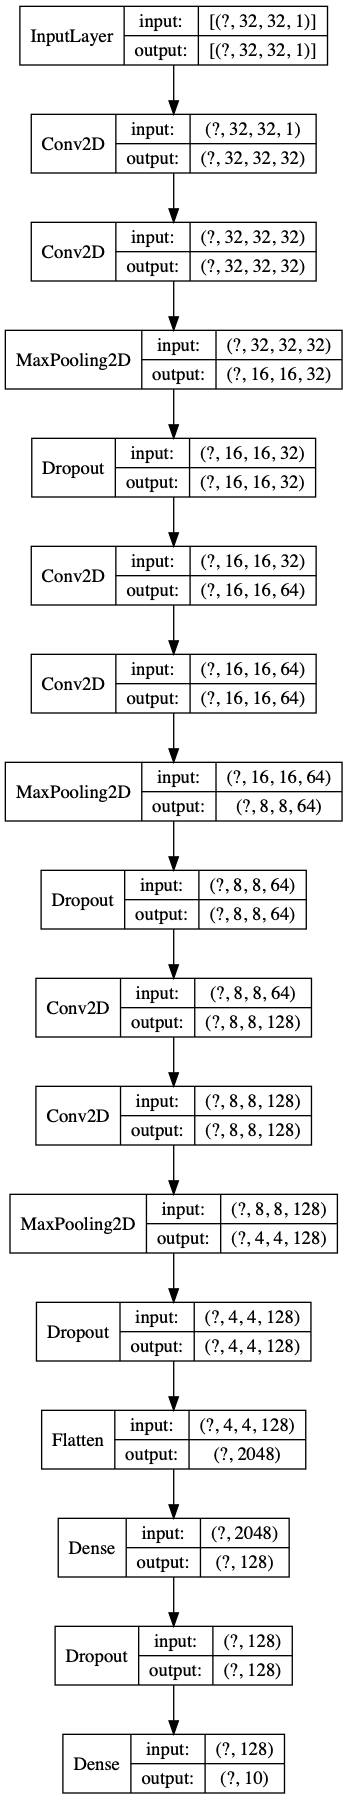 InputLayer input: [(?, 32, 32, 1)]
output: [(?, 32, 32, 1)]
Conv2D input: (?, 32, 32, 1)
output: (?, 32, 32, 32)
Conv2D input: (?, 32, 32, 32)
output: (?, 32, 32, 32)
MaxPooling2D input: (?, 32, 32, 32)
output: (?, 16, 16, 32)
Dropout input: (?, 16, 16, 32)
output: (?, 16, 16, 32)
Conv2D input: (?, 16, 16, 32)
output: (?, 16, 16, 64)
Conv2D input: (?, 16, 16, 64)
output: (?, 16, 16, 64)
MaxPooling2D input: (?, 16, 16, 64)
output: (?, 8, 8, 64)
Dropout input: (?, 8, 8, 64)
output: (?, 8, 8, 64)
Conv2D input: (?, 8, 8, 64)
output: (?, 8, 8, 128)
Conv2D input: (?, 8, 8, 128)
output: (?, 8, 8, 128)
MaxPooling2D input: (?, 8, 8, 128)
output: (?, 4, 4, 128)
Dropout input: (?, 4, 4, 128)
output: (?, 4, 4, 128)
Flatten input: (?, 4, 4, 128)
output: (?, 2048)
Dense input: (?, 2048)
output: (?, 128)
Dropout input: (?, 128)
output: (?, 128)
Dense input: (?, 128)
output: (?, 10)